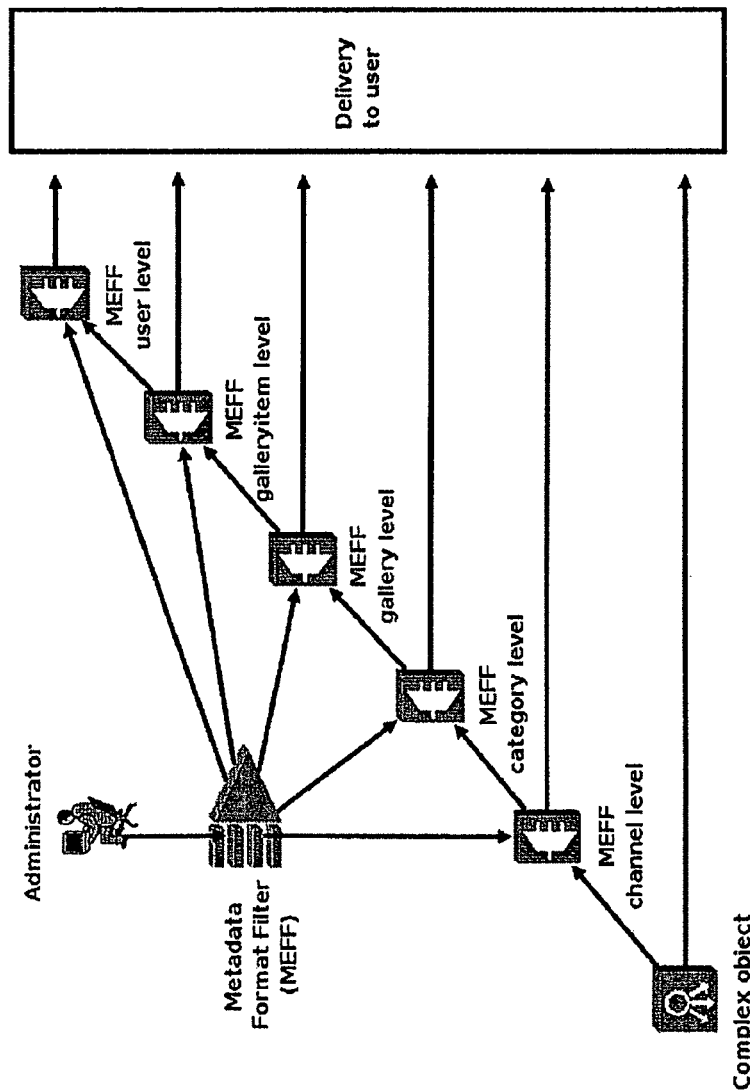 Administrator
Metadada
Format Filter
(MEFF)
Complex object
MEFF
channel level
MEFF
category level
MEFF
gallery level
MEFF
galleryitem level
MEFF
user level
Delivery
to user